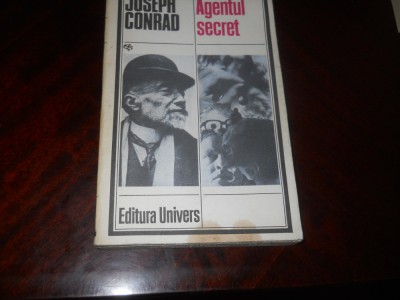 JOSEPH
CONRAD
Agentul
secret
Editura Univers